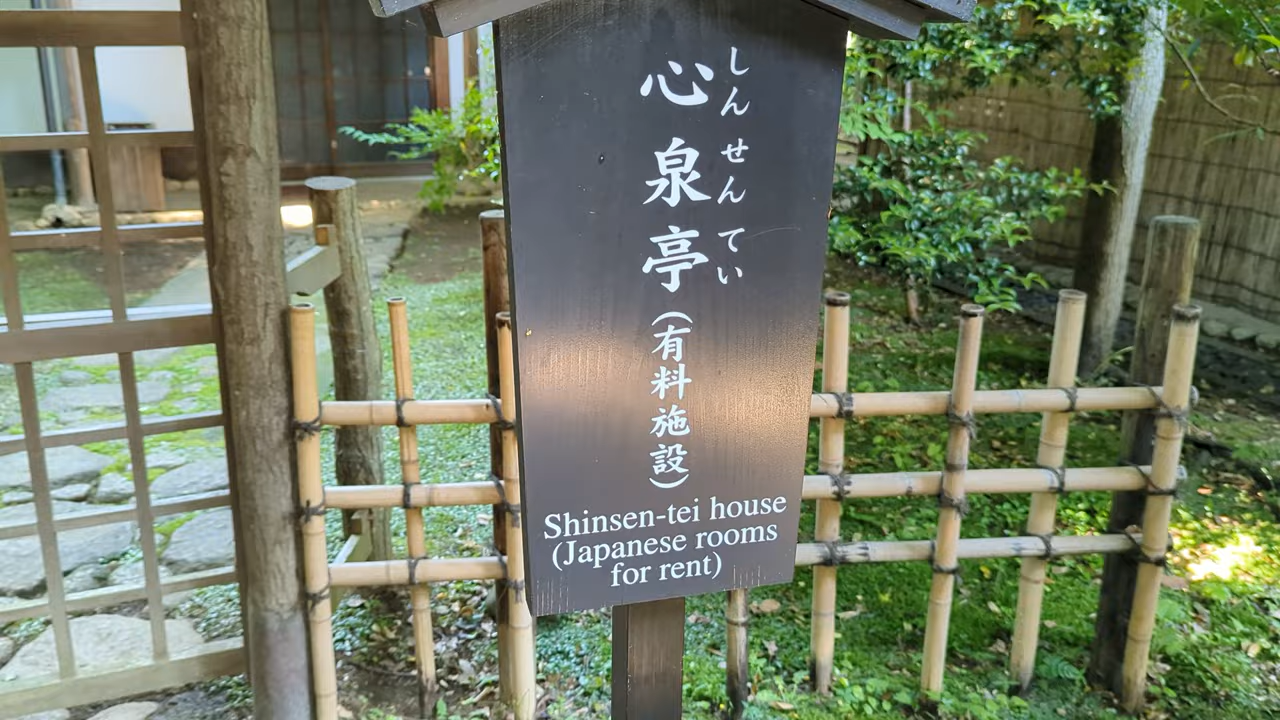 心泉亭(有料施設)
しんせんてい
Shinsen-tei house
(Japanese rooms
for rent)